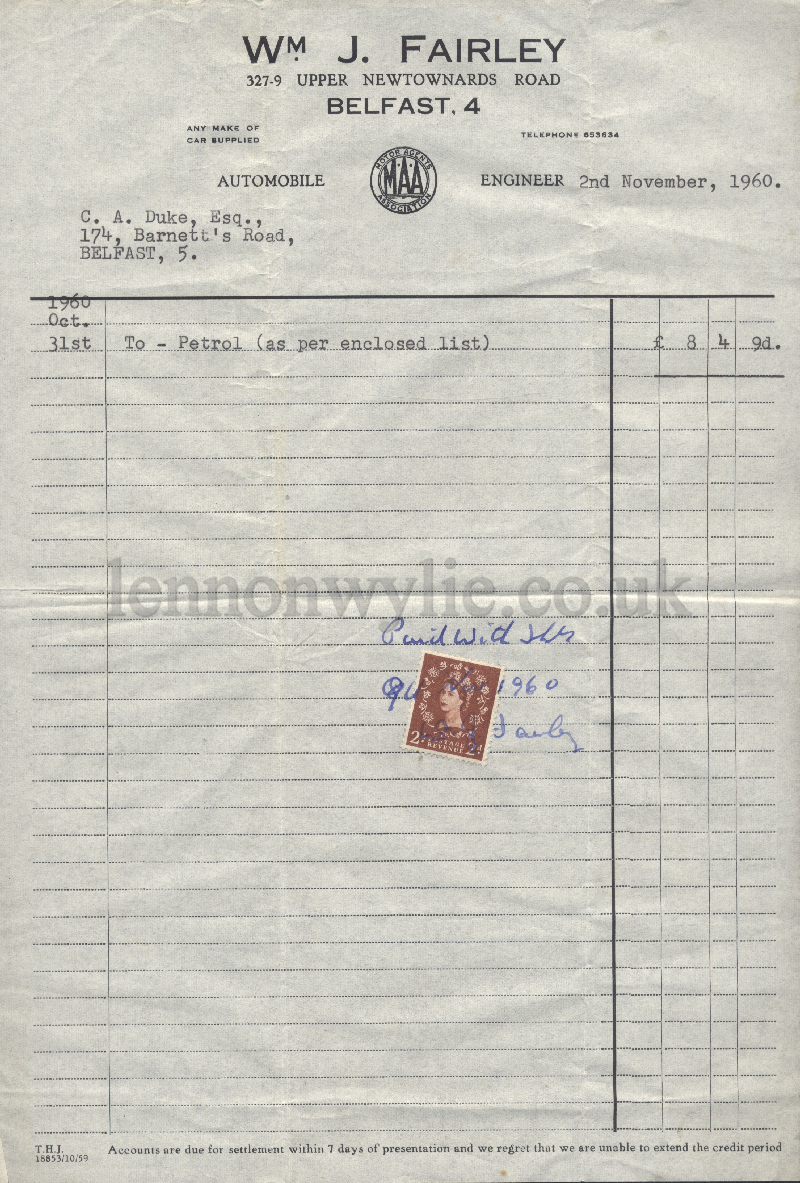 WM. J. FAIRLEY
327-9 UPPER NEWTOWNARDS ROAD
BELFAST, 4
ANY MAKE OF
CAR SUPPLIED
TELEPHONE 653634
AUTOMOBILE
MOTOR AGENTS
MAA
ASSOCIATION
ENGINEER 2nd November, 1960.
C. A. Duke, Esq.,
174, Barnett's Road,
BELFAST, 5.
1960
Oct.
31st To - Petrol (as per enclosed list) £ 8 4 9d.
lennonwylie.co.uk
Paid With
1960
Fairley
POSTAGE
REVENUE
T.H.J.
18853/10/59
Accounts are due for settlement within 7 days of presentation and we regret that we are unable to extend the credit period